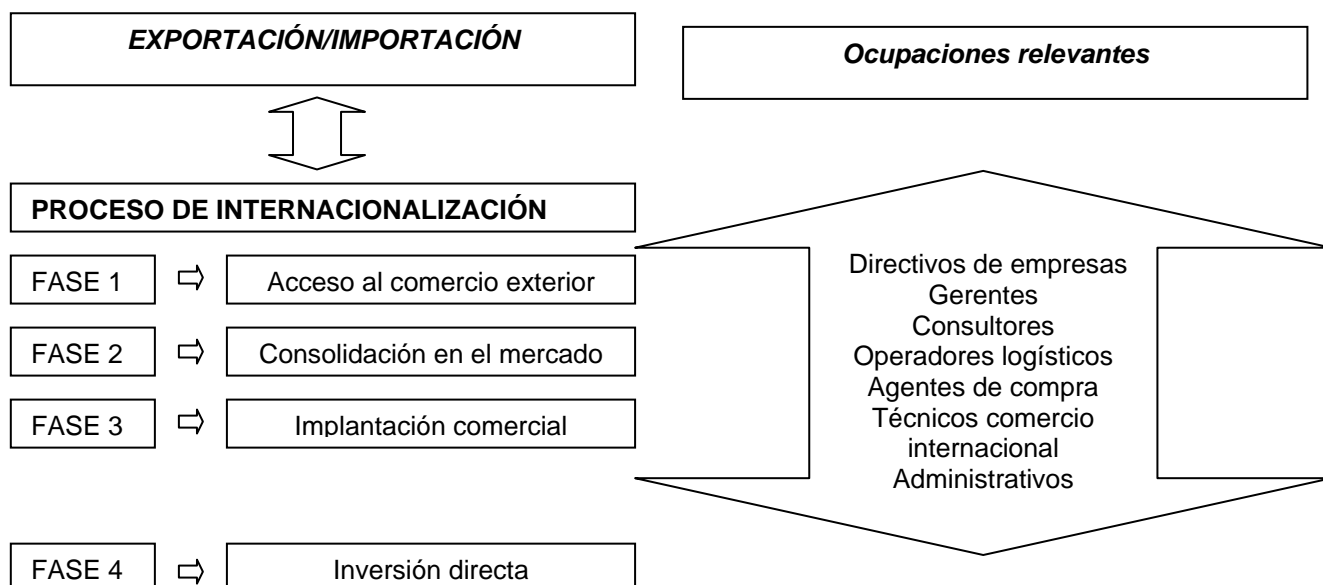 EXPORTACIÓN/IMPORTACIÓN
Ocupaciones relevantes
PROCESO DE INTERNACIONALIZACIÓN
FASE 1
Acceso al comercio exterior
FASE 2
Consolidación en el mercado
FASE 3
Implantación comercial
FASE 4
Inversión directa
Directivos de empresas
Gerentes
Consultores
Operadores logísticos
Agentes de compra
Técnicos comercio
internacional
Administrativos